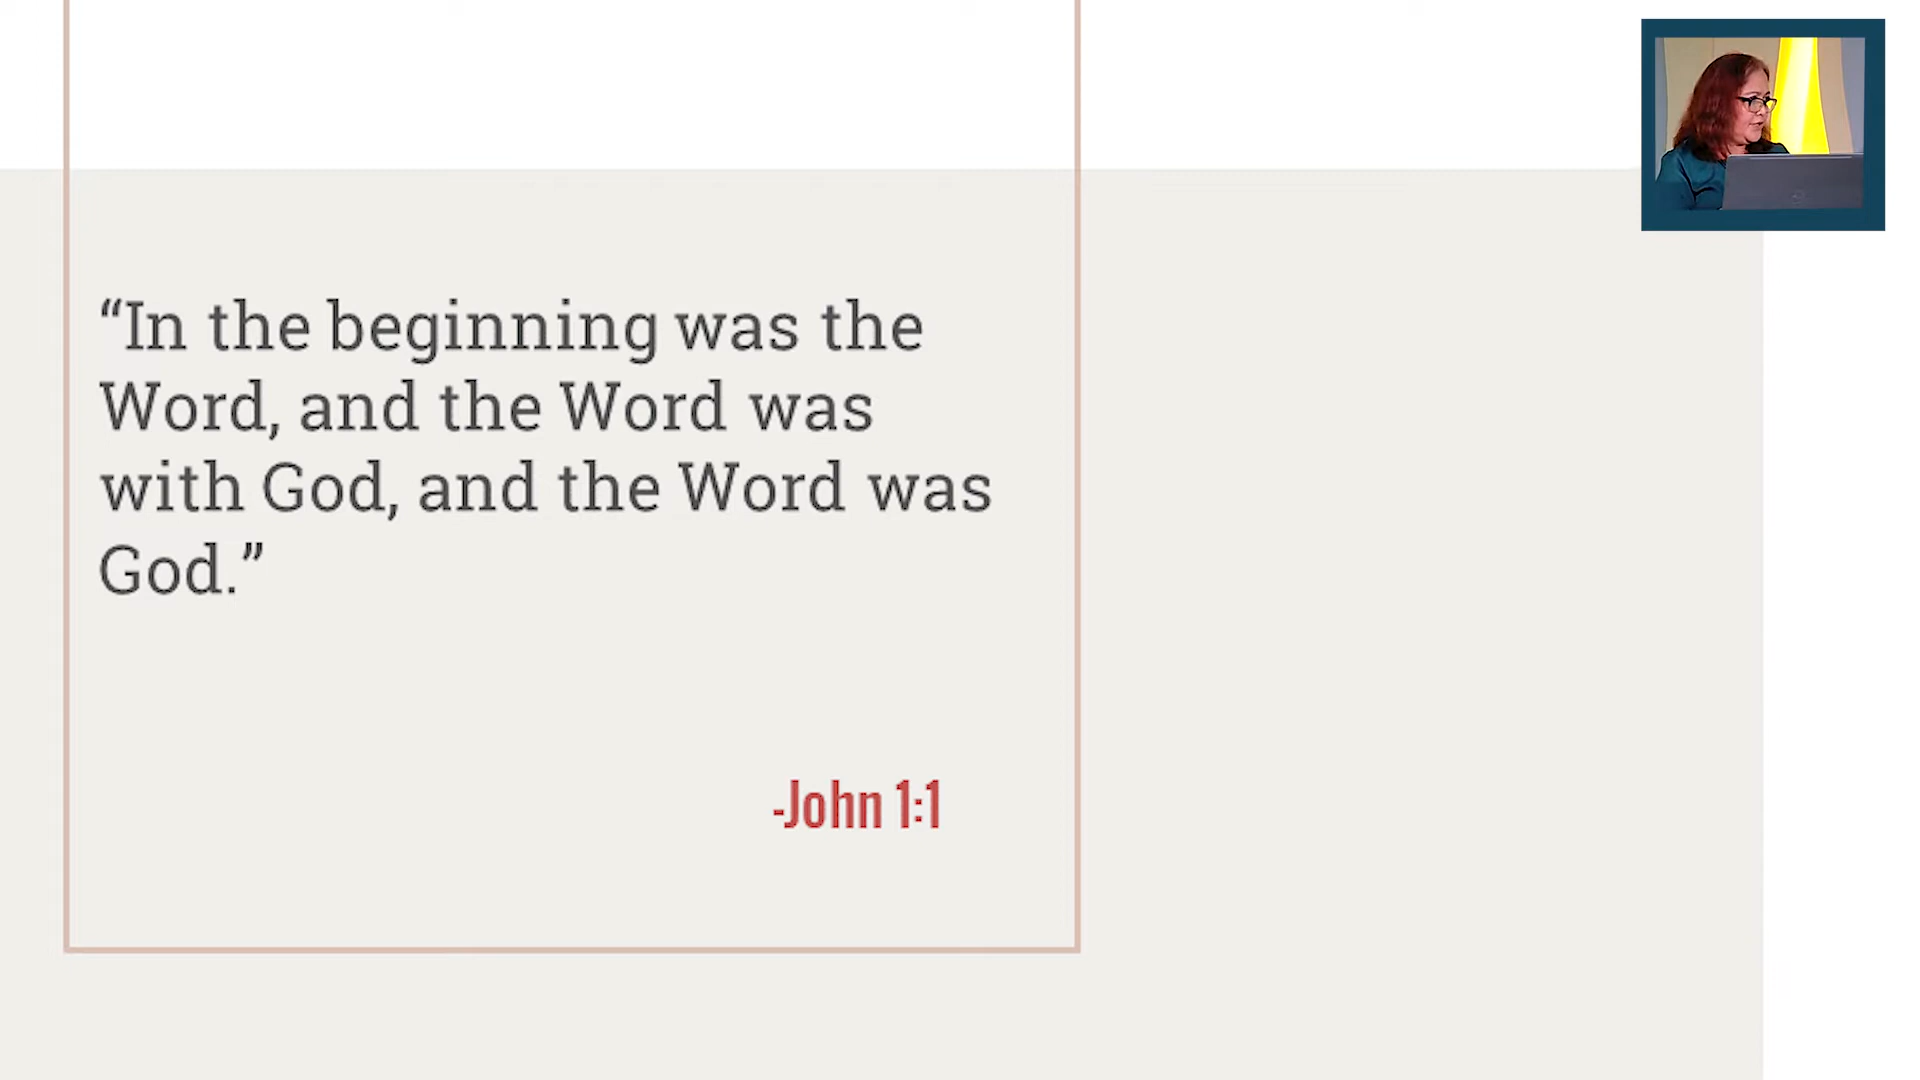 “In the beginning was the
Word, and the Word was
with God, and the Word was
God.”
-John 1:1